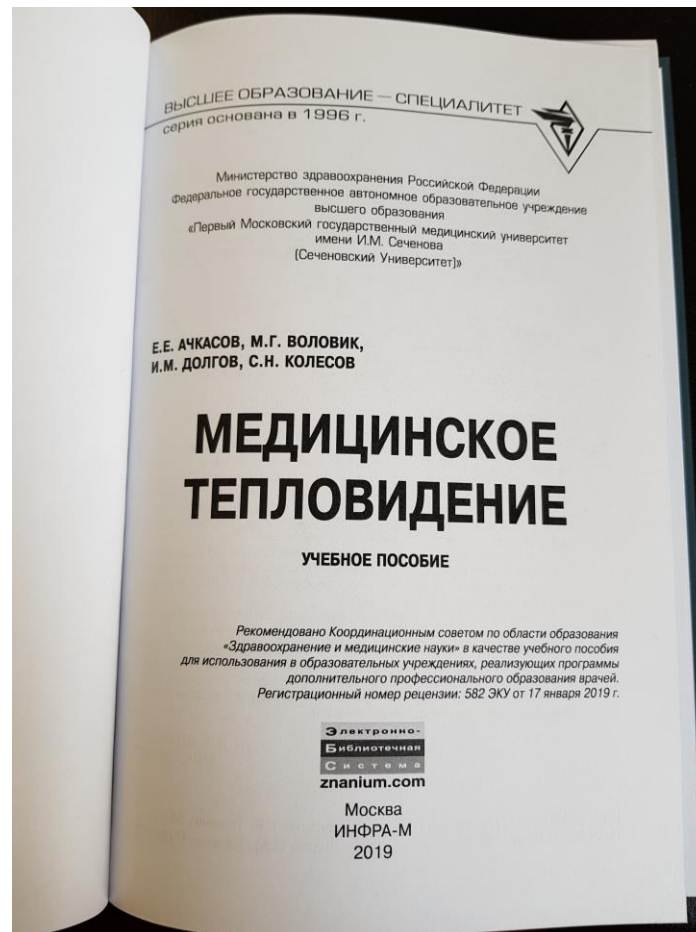 ВЫСШЕЕ ОБРАЗОВАНИЕ — СПЕЦИАЛИТЕТ
серия основана в 1996 г.
Министерство здравоохранения Российской Федерации
Федеральное государственное автономное образовательное учреждение
высшего образования
«Первый Московский государственный медицинский университет
имени И.М. Сеченова
(Сеченовский Университет)»
Е.Е. АЧКАСОВ, М.Г. ВОЛОВИК,
И.М. ДОЛГОВ, С.Н. КОЛЕСОВ
МЕДИЦИНСКОЕ
ТЕПЛОВИДЕНИЕ
УЧЕБНОЕ ПОСОБИЕ
Рекомендовано Координационным советом по области образования
«Здравоохранение и медицинские науки» в качестве учебного пособия
для использования в образовательных учреждениях, реализующих программы
дополнительного профессионального образования врачей.
Регистрационный номер рецензии: 582 ЭКУ от 17 января 2019 г.
Электронно-
Библиотечная
Система
znanium.com
Москва
ИНФРА-М
2019